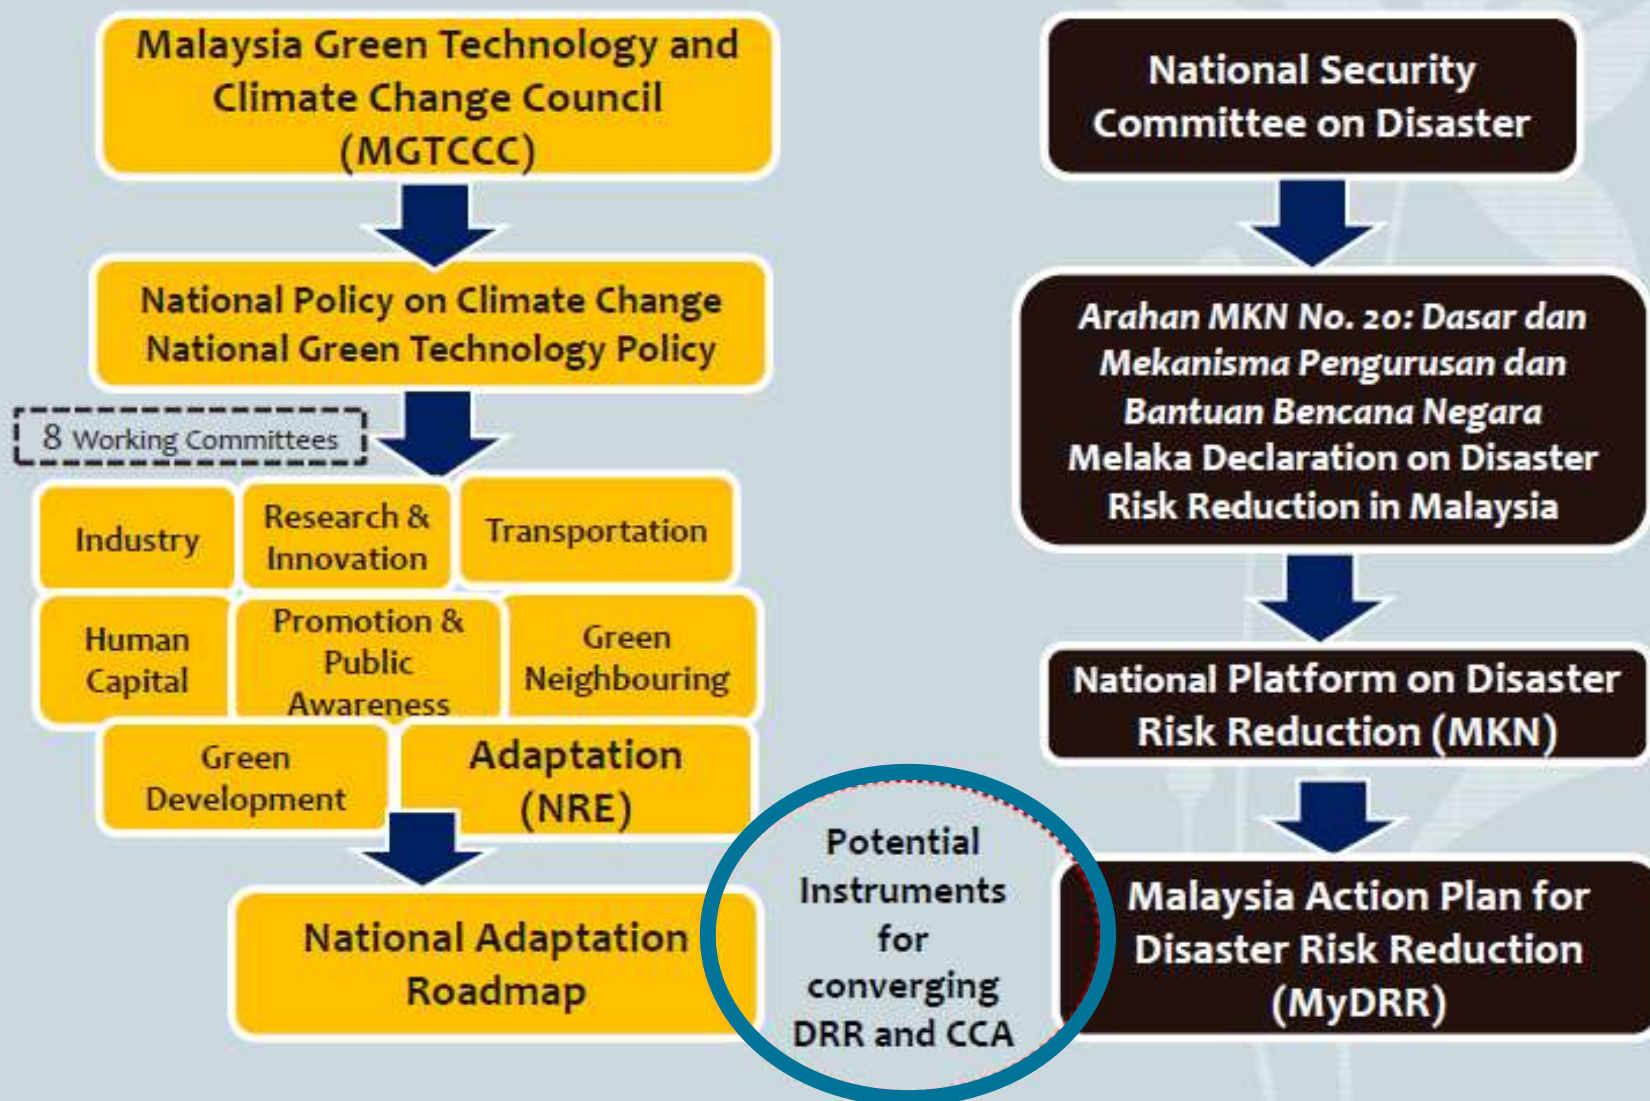 Malaysia Green Technology and
Climate Change Council
(MGTCCC)
National Policy on Climate Change
National Green Technology Policy
8 Working Committees
Industry
Research &
Innovation
Transportation
Human
Capital
Promotion &
Public
Awareness
Green
Neighbouring
Green
Development
Adaptation
(NRE)
National Adaptation
Roadmap
Potential
Instruments
for
converging
DRR and CCA
National Security
Committee on Disaster
Arahan MKN No. 20: Dasar dan
Mekanisma Pengurusan dan
Bantuan Bencana Negara
Melaka Declaration on Disaster
Risk Reduction in Malaysia
National Platform on Disaster
Risk Reduction (MKN)
Malaysia Action Plan for
Disaster Risk Reduction
(MyDRR)